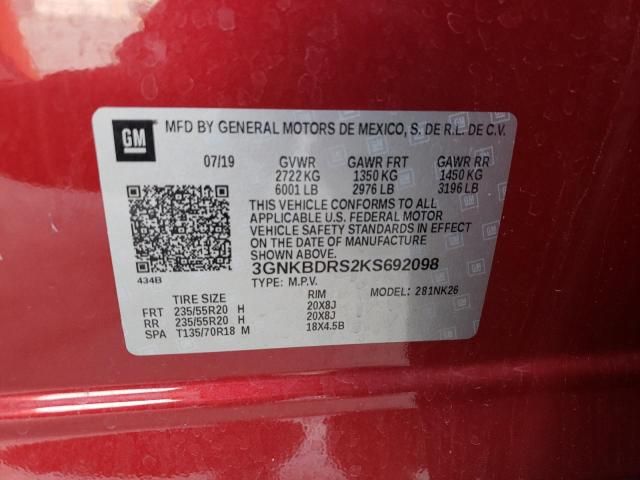 GM MFD BY GENERAL MOTORS DE MEXICO, S. DE R.L. DE C.V.
07/19 GVWR GAWR FRT GAWR RR
2722 KG 1350 KG 1450 KG
6001 LB 2976 LB 3196 LB
THIS VEHICLE CONFORMS TO ALL
APPLICABLE U.S. FEDERAL MOTOR
VEHICLE SAFETY STANDARDS IN EFFECT
ON THE DATE OF MANUFACTURE
SHOWN ABOVE.
3GNKBDRS2KS692098
434B TYPE: M.P.V. MODEL: 281NK26
TIRE SIZE RIM
FRT 235/55R20 H 20X8J
RR 235/55R20 H 20X8J
SPA T135/70R18 M 18X4.5B